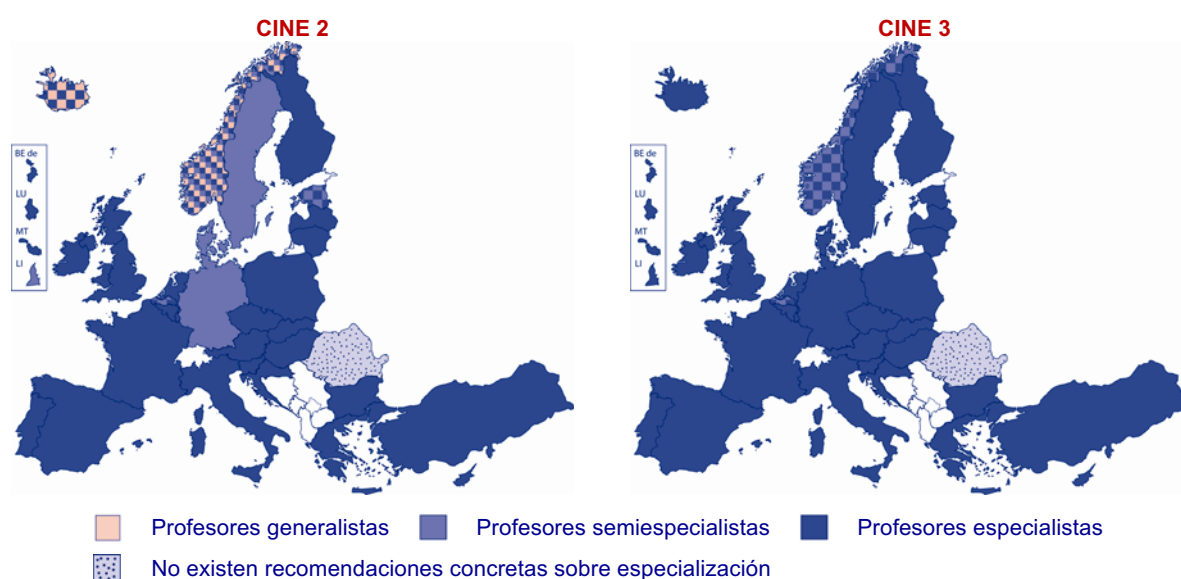 CINE 2
CINE 3
BE de
LU
MT
LI
BE de
LU
MT
LI
Profesores generalistas
Profesores semiespecialistas
Profesores especialistas
No existen recomendaciones concretas sobre especialización